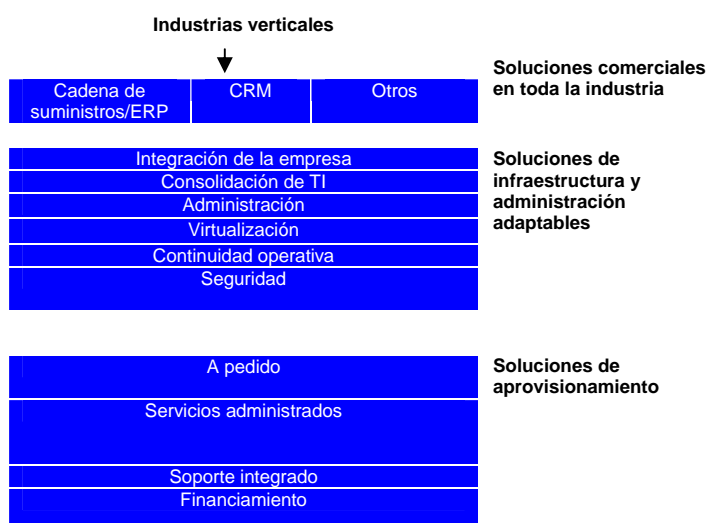 Industrias verticales
Soluciones comerciales
en toda la industria
Cadena de
suministros/ERP
CRM
Otros
Integración de la empresa
Consolidación de TI
Administración
Virtualización
Continuidad operativa
Seguridad
Soluciones de
infraestructura y
administración
adaptables
A pedido
Servicios administrados
Soporte integrado
Financiamiento
Soluciones de
aprovisionamiento